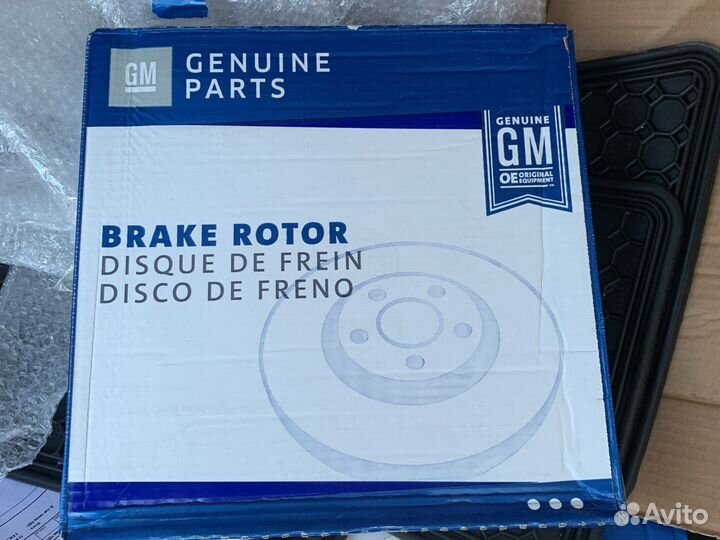 GM
GENUINE
PARTS
GENUINE
GM
OE ORIGINAL
EQUIPMENT
BRAKE ROTOR
DISQUE DE FREIN
DISCO DE FRENO
Avito